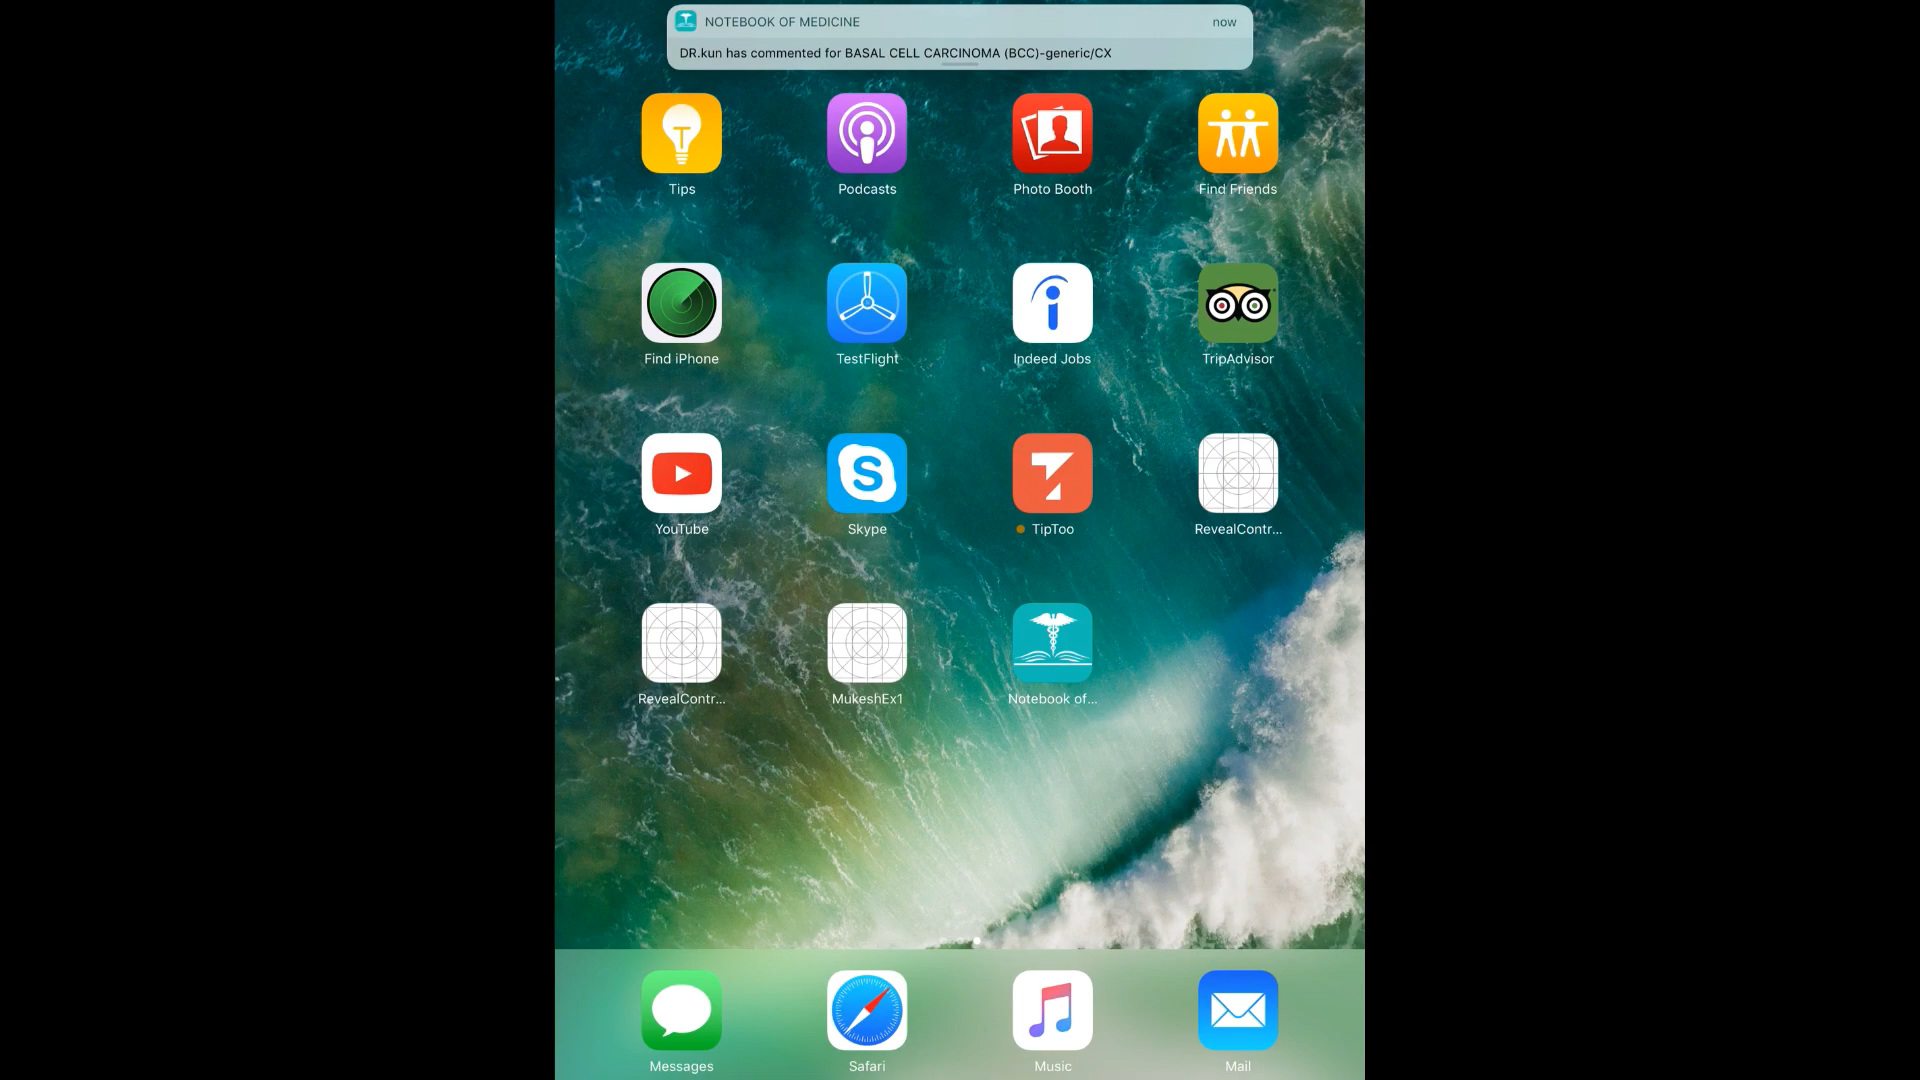 NOTEBOOK OF MEDICINE now
DR.kun has commented for BASAL CELL CARCINOMA (BCC)-generic/CX
Tips Podcasts Photo Booth Find Friends
Find iPhone TestFlight Indeed Jobs TripAdvisor
YouTube Skype TipToo RevealContr...
RevealContr... MukeshEx1 Notebook of...
Messages Safari Music Mail